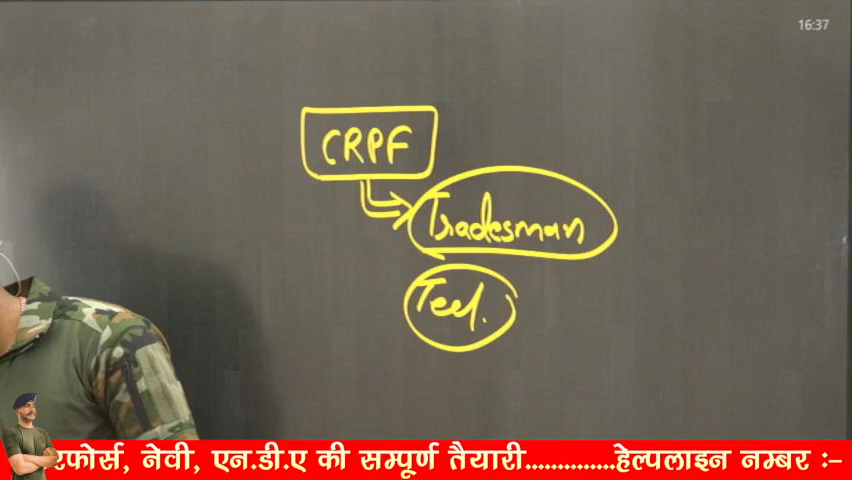 16:37
CRPF
Tradesman
Tech.
रफोर्स, नेवी, एन.डी.ए की सम्पूर्ण तैयारी...............हेल्पलाइन नम्बर :-